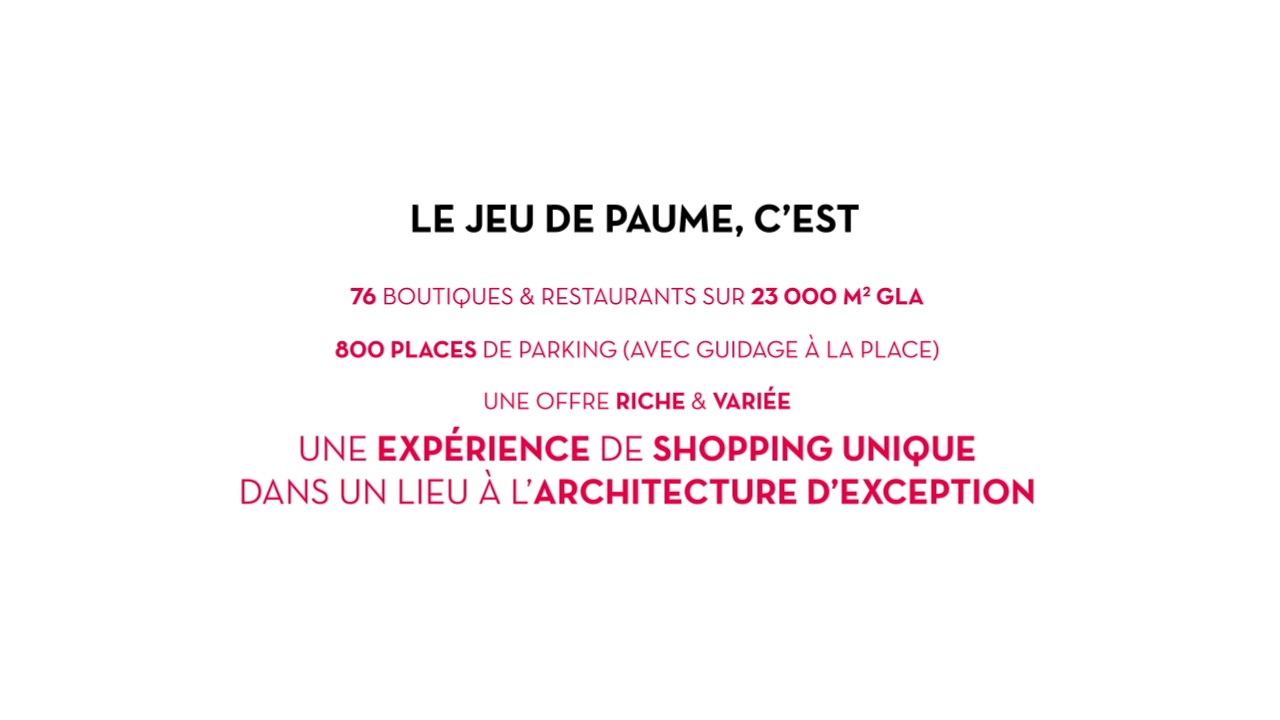 LE JEU DE PAUME, C’EST
76 BOUTIQUES & RESTAURANTS SUR 23 000 M² GLA
800 PLACES DE PARKING (AVEC GUIDAGE À LA PLACE)
UNE OFFRE RICHE & VARIÉE
UNE EXPÉRIENCE DE SHOPPING UNIQUE
DANS UN LIEU À L’ARCHITECTURE D’EXCEPTION